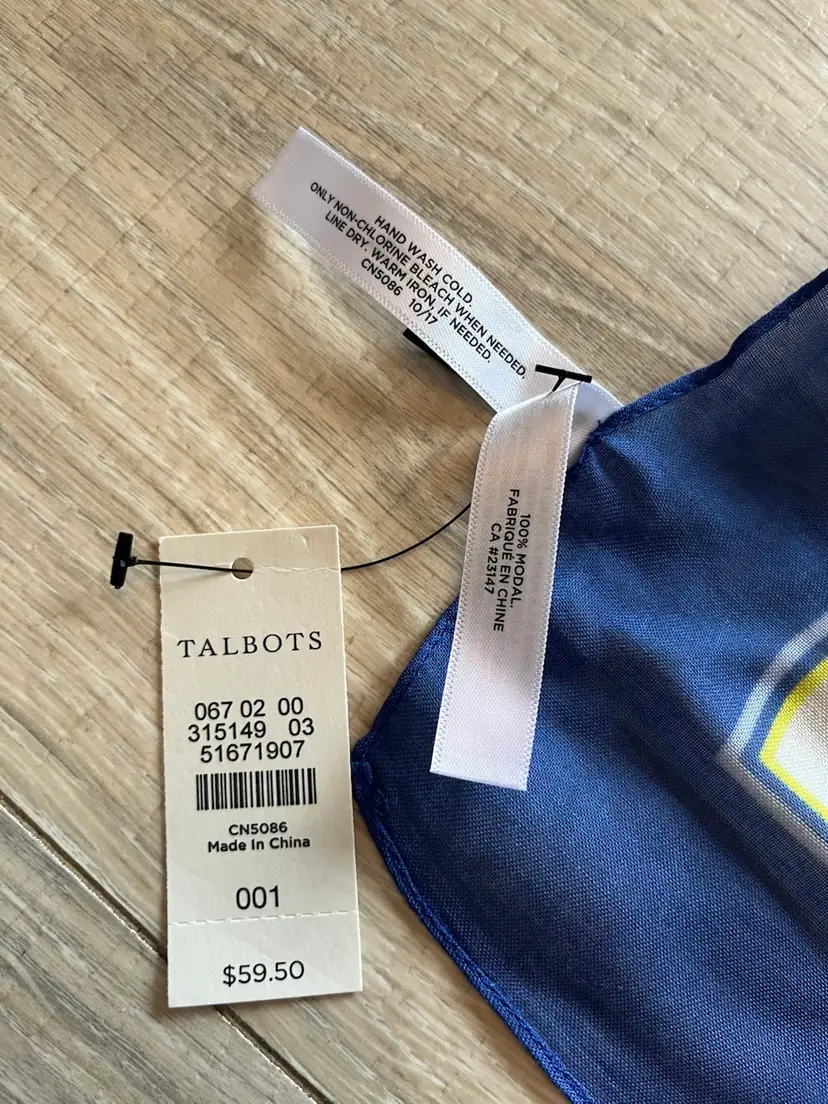 HAND WASH COLD.
ONLY NON-CHLORINE BLEACH WHEN NEEDED.
LINE DRY. WARM IRON, IF NEEDED.
CN5086 10/17
100% MODAL.
FABRIQUÉ EN CHINE
CA #23147
TALBOTS
067 02 00
315149 03
51671907
CN5086
Made In China
001
$59.50